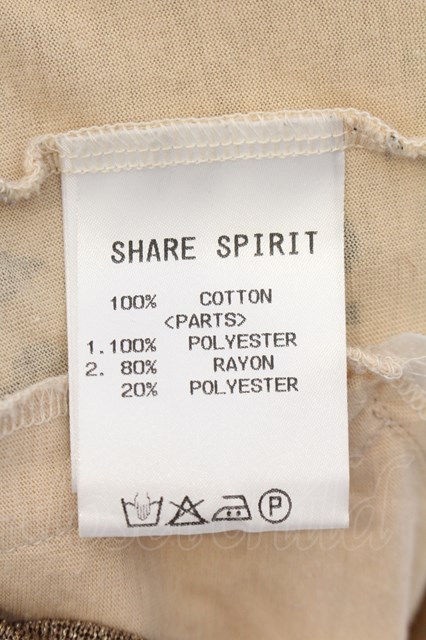 SHARE SPIRIT
100% COTTON
<PARTS>
1.100% POLYESTER
2. 80% RAYON
20% POLYESTER
P